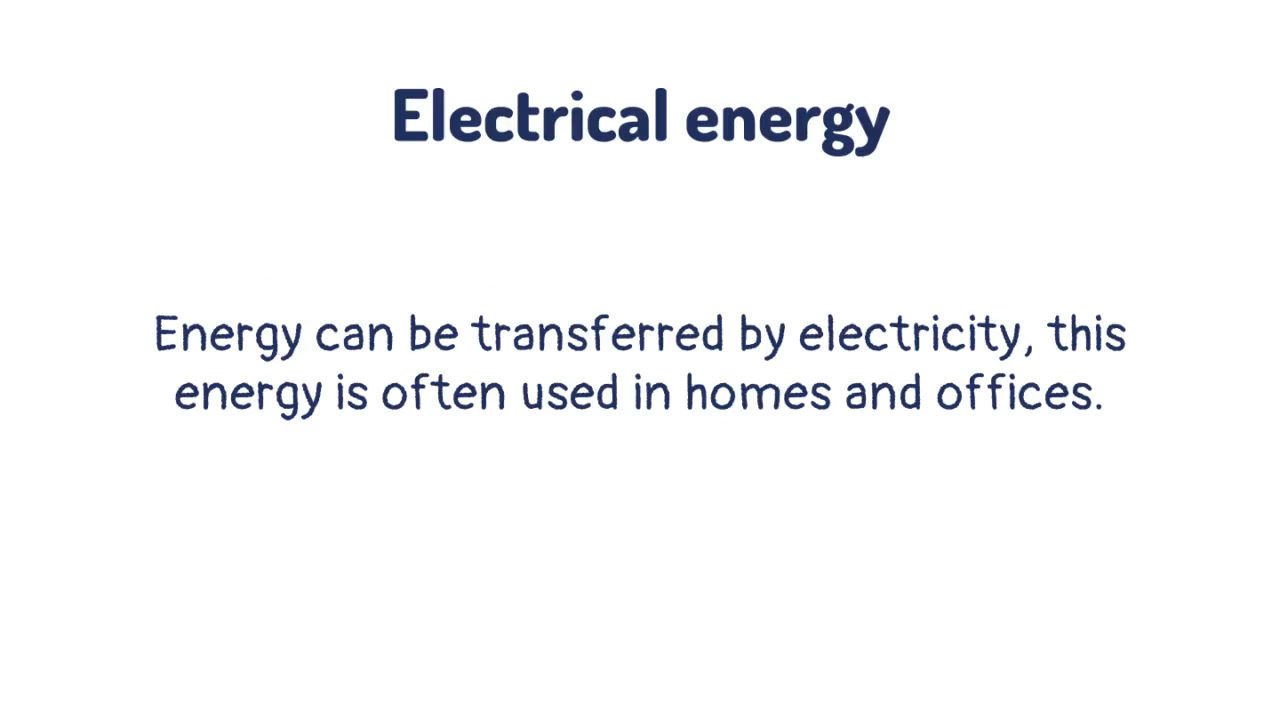 Electrical energy
Energy can be transferred by electricity, this
energy is often used in homes and offices.